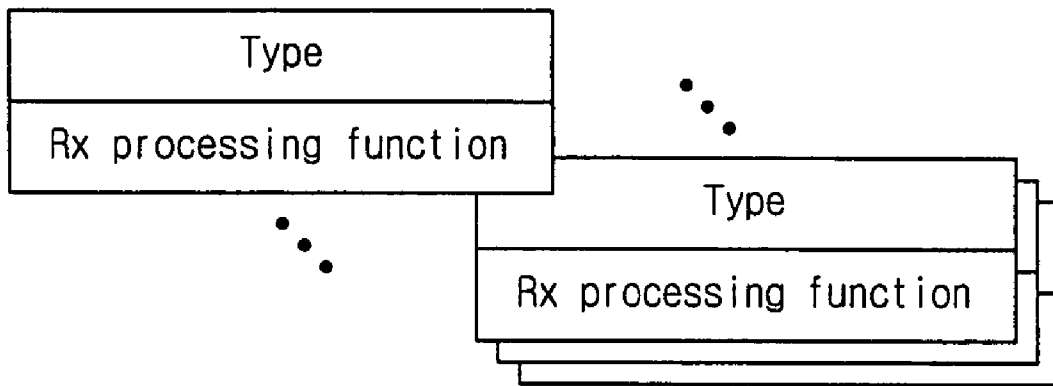 Type
Rx processing function
Type
Rx processing function